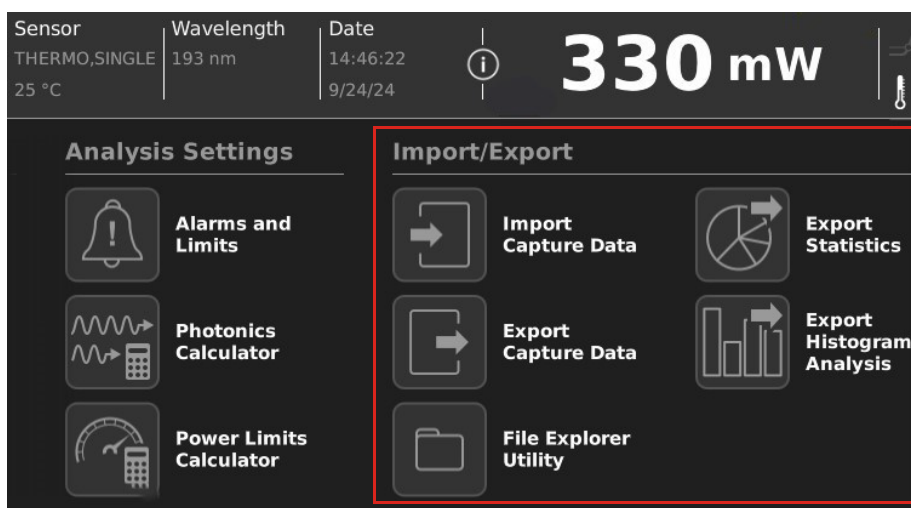 Sensor
THERMO,SINGLE
25 °C
Wavelength
193 nm
Date
14:46:22
9/24/24
i
330 mW
Analysis Settings
!
Alarms and
Limits
Photonics
Calculator
Power Limits
Calculator
Import/Export
Import
Capture Data
Export
Capture Data
File Explorer
Utility
Export
Statistics
Export
Histogram
Analysis